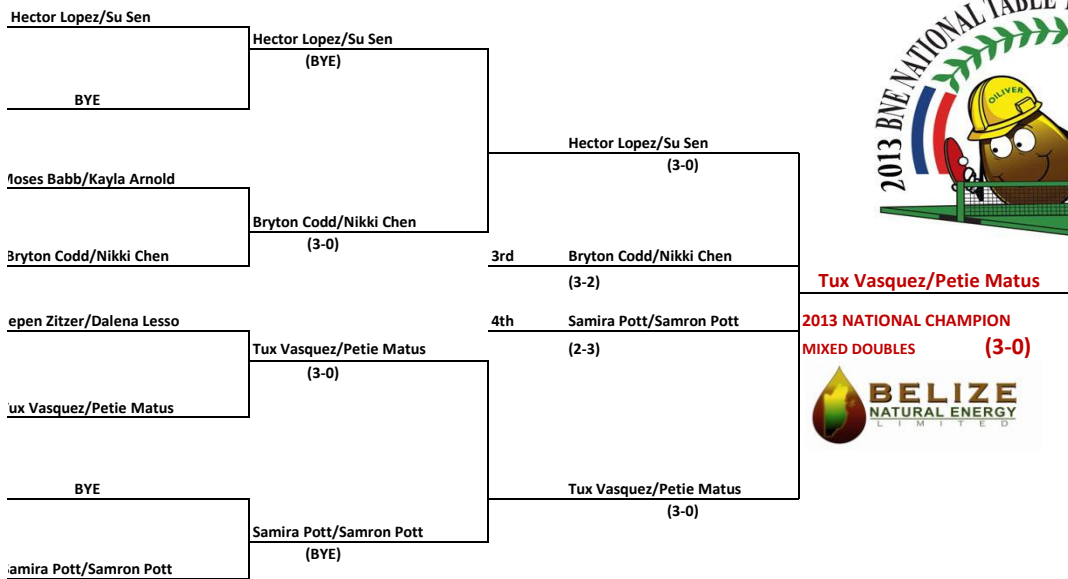 Hector Lopez/Su Sen
Hector Lopez/Su Sen
(BYE)
BYE
Hector Lopez/Su Sen
(3-0)
Moses Babb/Kayla Arnold
Bryton Codd/Nikki Chen
(3-0)
Bryton Codd/Nikki Chen
3rd Bryton Codd/Nikki Chen
(3-2)
Tux Vasquez/Petie Matus
epen Zitzer/Dalena Lesso
4th Samira Pott/Samron Pott
2013 NATIONAL CHAMPION
Tux Vasquez/Petie Matus
(3-0)
(2-3)
MIXED DOUBLES (3-0)
Tux Vasquez/Petie Matus
BYE
Tux Vasquez/Petie Matus
(3-0)
Samira Pott/Samron Pott
(BYE)
Samira Pott/Samron Pott
2013 BNE NATIONAL TABLE
OILIVER
BELIZE
NATURAL ENERGY
LIMITED